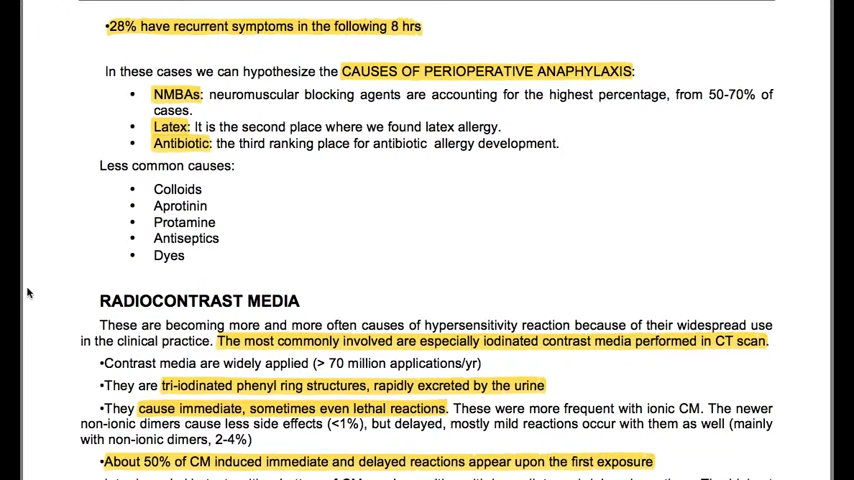 •28% have recurrent symptoms in the following 8 hrs
In these cases we can hypothesize the CAUSES OF PERIOPERATIVE ANAPHYLAXIS:
• NMBAs: neuromuscular blocking agents are accounting for the highest percentage, from 50-70% of
cases.
• Latex: It is the second place where we found latex allergy.
• Antibiotic: the third ranking place for antibiotic allergy development.
Less common causes:
• Colloids
• Aprotinin
• Protamine
• Antiseptics
• Dyes
RADIOCONTRAST MEDIA
These are becoming more and more often causes of hypersensitivity reaction because of their widespread use
in the clinical practice. The most commonly involved are especially iodinated contrast media performed in CT scan.
•Contrast media are widely applied (> 70 million applications/yr)
•They are tri-iodinated phenyl ring structures, rapidly excreted by the urine
•They cause immediate, sometimes even lethal reactions. These were more frequent with ionic CM. The newer
non-ionic dimers cause less side effects (<1%), but delayed, mostly mild reactions occur with them as well (mainly
with non-ionic dimers, 2-4%)
•About 50% of CM induced immediate and delayed reactions appear upon the first exposure